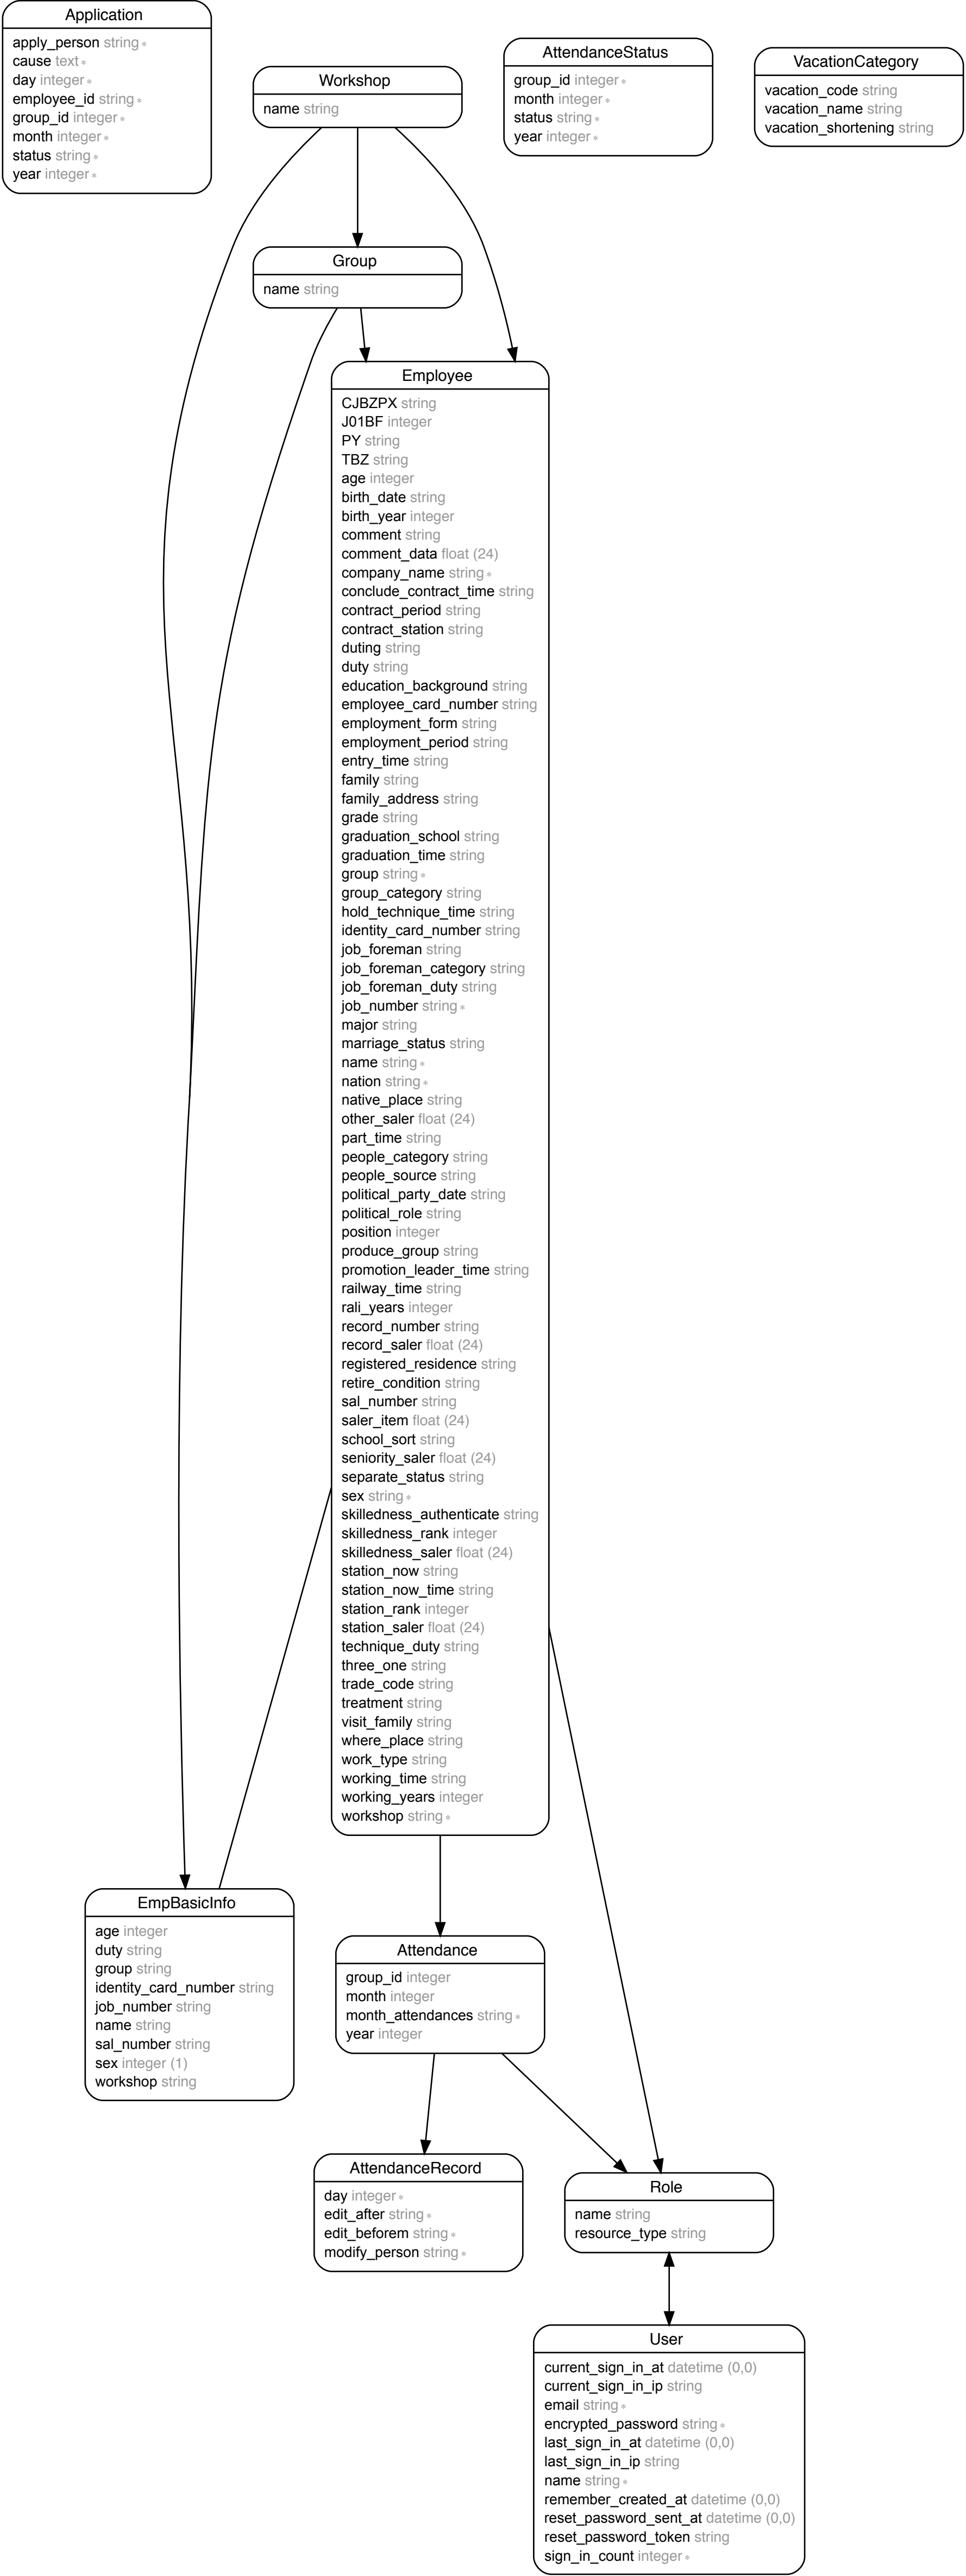 Application
apply_person string *
cause text *
day integer *
employee_id string *
group_id integer *
month integer *
status string *
year integer *
Workshop
name string
AttendanceStatus
group_id integer *
month integer *
status string *
year integer *
VacationCategory
vacation_code string
vacation_name string
vacation_shortening string
Group
name string
Employee
CJBZPX string
J01BF integer
PY string
TBZ string
age integer
birth_date string
birth_year integer
comment string
comment_data float (24)
company_name string *
conclude_contract_time string
contract_period string
contract_station string
duting string
duty string
education_background string
employee_card_number string
employment_form string
employment_period string
entry_time string
family string
family_address string
grade string
graduation_school string
graduation_time string
group string *
group_category string
hold_technique_time string
identity_card_number string
job_foreman string
job_foreman_category string
job_foreman_duty string
job_number string *
major string
marriage_status string
name string *
nation string *
native_place string
other_saler float (24)
part_time string
people_category string
people_source string
political_party_date string
political_role string
position integer
produce_group string
promotion_leader_time string
railway_time string
rali_years integer
record_number string
record_saler float (24)
registered_residence string
retire_condition string
sal_number string
saler_item float (24)
school_sort string
seniority_saler float (24)
separate_status string
sex string *
skilledness_authenticate string
skilledness_rank integer
skilledness_saler float (24)
station_now string
station_now_time string
station_rank integer
station_saler float (24)
technique_duty string
three_one string
trade_code string
treatment string
visit_family string
where_place string
work_type string
working_time string
working_years integer
workshop string *
EmpBasicInfo
age integer
duty string
group string
identity_card_number string
job_number string
name string
sal_number string
sex integer (1)
workshop string
Attendance
group_id integer
month integer
month_attendances string *
year integer
AttendanceRecord
day integer *
edit_after string *
edit_beforem string *
modify_person string *
Role
name string
resource_type string
User
current_sign_in_at datetime (0,0)
current_sign_in_ip string
email string *
encrypted_password string *
last_sign_in_at datetime (0,0)
last_sign_in_ip string
name string *
remember_created_at datetime (0,0)
reset_password_sent_at datetime (0,0)
reset_password_token string
sign_in_count integer *